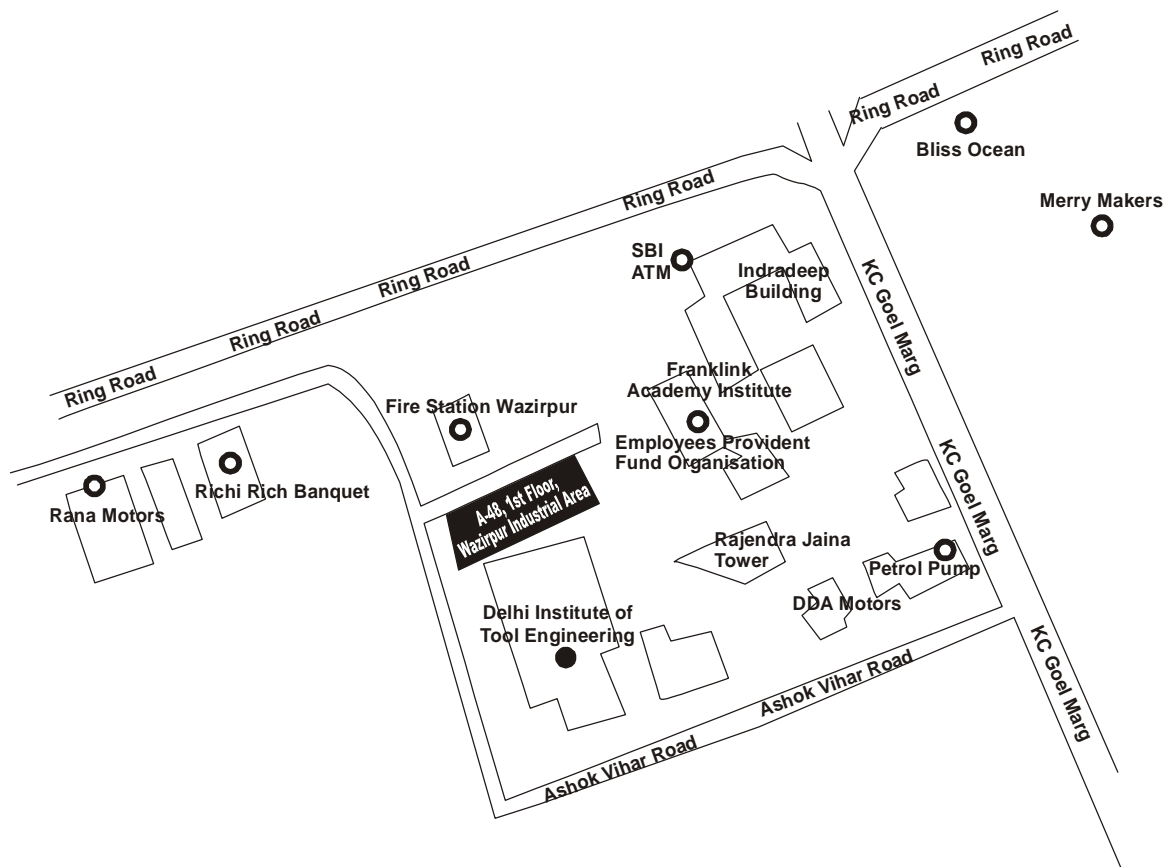 Ring Road
Ring Road
Bliss Ocean
Merry Makers
Ring Road
SBI
ATM
Indradeep
Building
Ring Road
KC Goel Marg
Ring Road
Ring Road
Franklink
Academy Institute
Fire Station Wazirpur
Employees Provident
Fund Organisation
Richi Rich Banquet
Rana Motors
A-48, 1st Floor,
Wazirpur Industrial Area
KC Goel Marg
Rajendra Jaina
Tower
Petrol Pump
DDA Motors
Delhi Institute of
Tool Engineering
KC Goel Marg
Ashok Vihar Road
Ashok Vihar Road